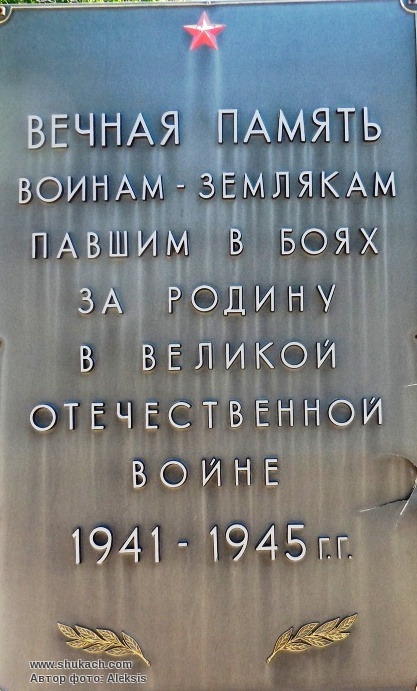 ВЕЧНАЯ ПАМЯТЬ
ВОИНАМ - ЗЕМЛЯКАМ
ПАВШИМ В БОЯХ
ЗА РОДИНУ
В ВЕЛИКОЙ
ОТЕЧЕСТВЕННОЙ
ВОЙНЕ
1941 - 1945 г.г.
www.shukach.com
Автор фото: Aleksis